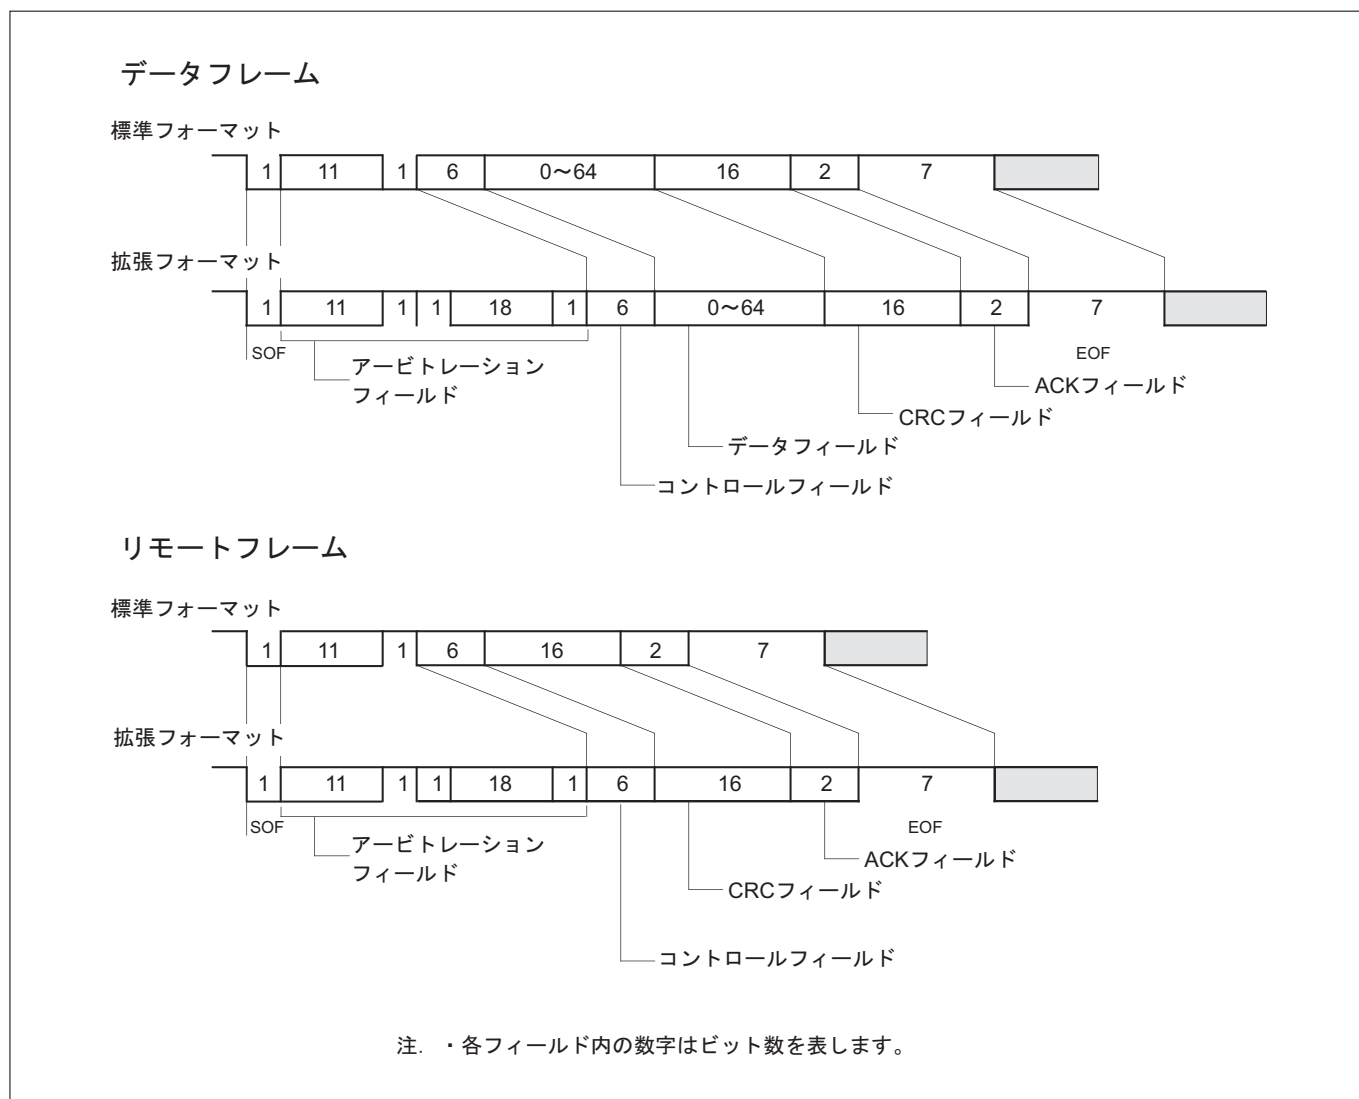 データフレーム
標準フォーマット
1 11 1 6 0〜64 16 2 7
拡張フォーマット
1 11 1 1 18 1 6 0〜64 16 2 7
SOF
EOF
アービトレーション
フィールド
ACKフィールド
CRCフィールド
データフィールド
コントロールフィールド
リモートフレーム
標準フォーマット
1 11 1 6 16 2 7
拡張フォーマット
1 11 1 1 18 1 6 16 2 7
SOF
EOF
アービトレーション
フィールド
ACKフィールド
CRCフィールド
コントロールフィールド
注. ・各フィールド内の数字はビット数を表します。